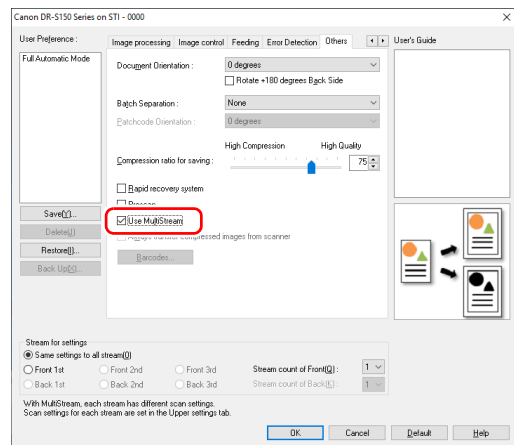 Canon DR-S150 Series on STI - 0000
User Preference :
Full Automatic Mode
Save(Y)...
Delete(J)
Restore(I)...
Back Up(X)...
Image processing Image control Feeding Error Detection Others
Document Orientation : 0 degrees
Rotate +180 degrees Back Side
Batch Separation : None
Patchcode Orientation : 0 degrees
High Compression High Quality
Compression ratio for saving : 75
Rapid recovery system
Prescan
Use MultiStream
Always transfer compressed images from scanner
Barcodes...
User's Guide
Stream for settings
Same settings to all stream(0)
Front 1st Front 2nd Front 3rd Stream count of Front(Q) : 1
Back 1st Back 2nd Back 3rd Stream count of Back(K) : 1
With MultiStream, each stream has different scan settings.
Scan settings for each stream are set in the Upper settings tab.
OK Cancel Default Help